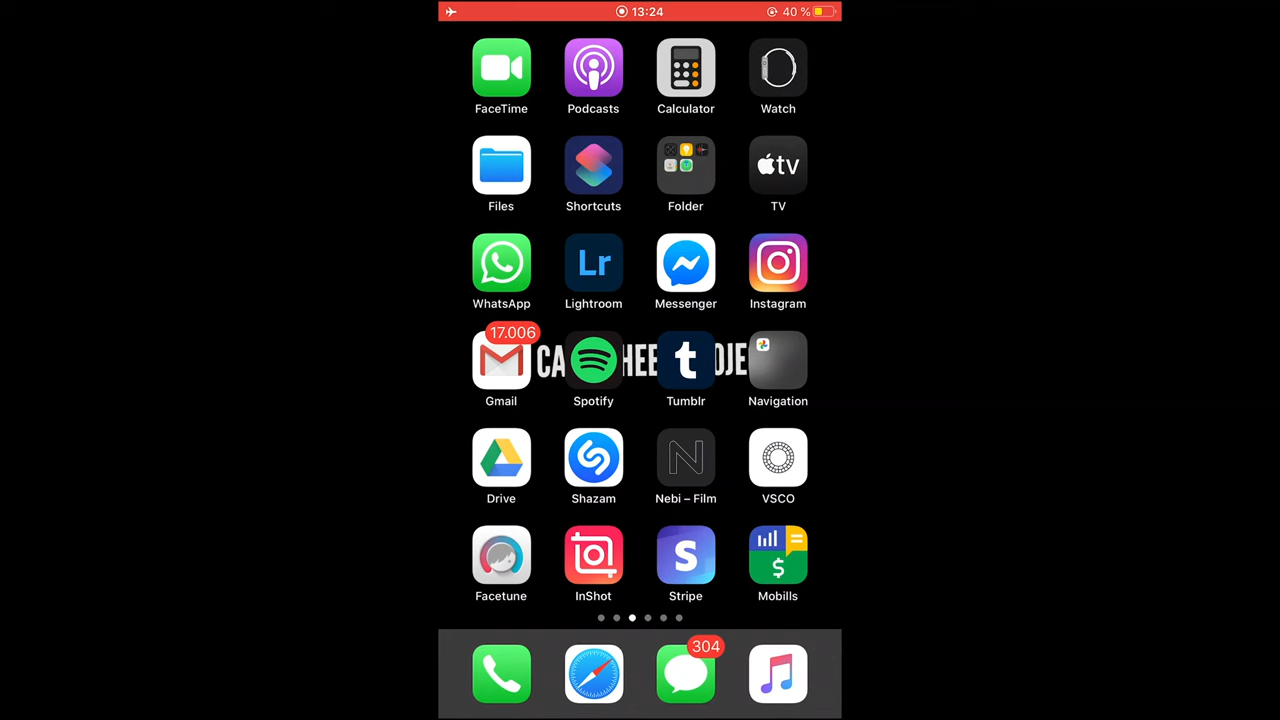 13:24 40 %
FaceTime Podcasts Calculator Watch
tv
Files Shortcuts Folder TV
Lr
WhatsApp Lightroom Messenger Instagram
17.006
t
Gmail Spotify Tumblr Navigation
N
Drive Shazam Nebi – Film VSCO
S $
Facetune InShot Stripe Mobills
304